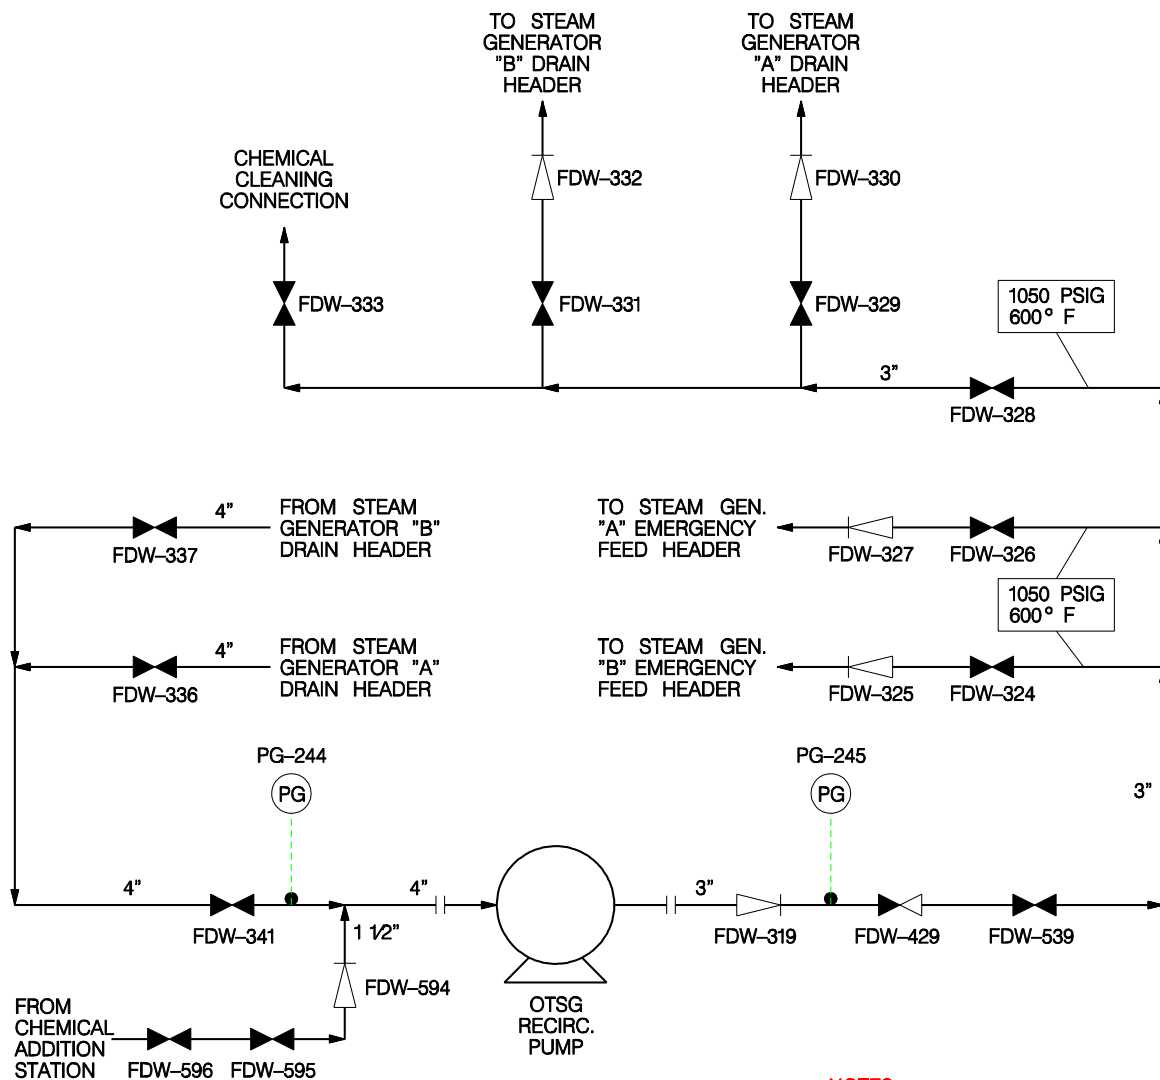 TO STEAM
GENERATOR
"B" DRAIN
HEADER
TO STEAM
GENERATOR
"A" DRAIN
HEADER
CHEMICAL
CLEANING
CONNECTION
FDW-332
FDW-330
FDW-333
FDW-331
FDW-329
1050 PSIG
600° F
3"
FDW-328
4"
FROM STEAM
GENERATOR "B"
DRAIN HEADER
FDW-337
TO STEAM GEN.
"A" EMERGENCY
FEED HEADER
FDW-327
FDW-326
1050 PSIG
600° F
4"
FROM STEAM
GENERATOR "A"
DRAIN HEADER
FDW-336
TO STEAM GEN.
"B" EMERGENCY
FEED HEADER
FDW-325
FDW-324
PG-244
PG
PG-245
PG
3"
4"
FDW-341
4"
1 1/2"
3"
FDW-319
FDW-429
FDW-539
FDW-594
OTSG
RECIRC.
PUMP
FROM
CHEMICAL
ADDITION
STATION
FDW-596
FDW-595